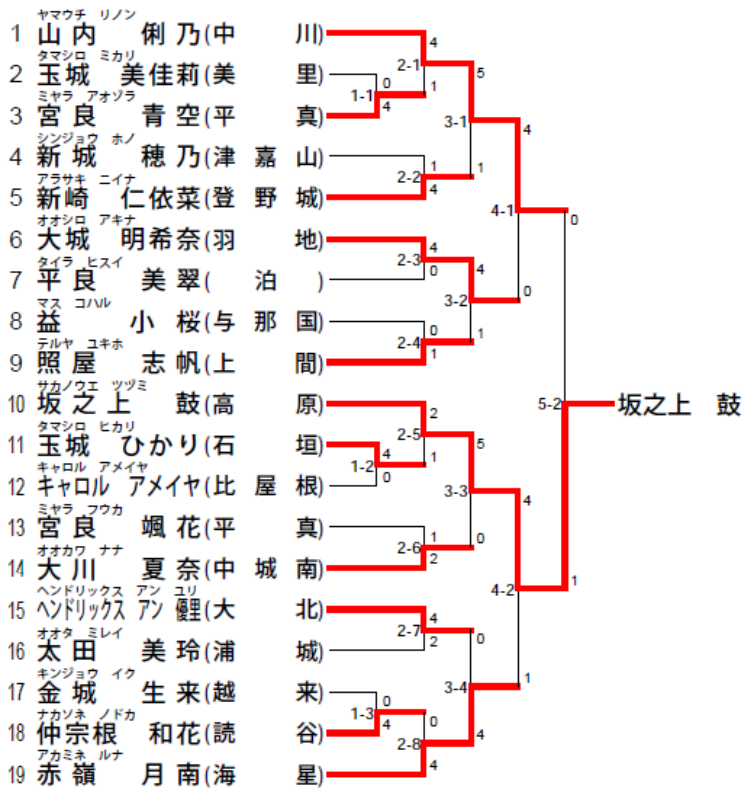 ヤマウチ リノン
1 山内 俐乃(中 川)
タマシロ ミカリ
2 玉城 美佳莉(美 里)
ミヤラ アオゾラ
3 宮良 青空(平 真)
シンジョウ ホノ
4 新城 穂乃(津嘉山)
アラサキ ニイナ
5 新崎 仁依菜(登野城)
オオシロ アキナ
6 大城 明希奈(羽 地)
タイラ ヒスイ
7 平良 美翠( 泊 )
マス コハル
8 益 小桜(与那国)
テルヤ ユキホ
9 照屋 志帆(上 間)
サカノウエ ツヅミ
10 坂之上 鼓(高 原)
タマシロ ヒカリ
11 玉城 ひかり(石 垣)
キャロル アメイヤ
12 キャロル アメイヤ(比屋根)
ミヤラ フウカ
13 宮良 颯花(平 真)
オオカワ ナナ
14 大川 夏奈(中城南)
ヘンドリックス アン ユリ
15 ヘンドリックス アン 優里(大 北)
オオタ ミレイ
16 太田 美玲(浦 城)
キンジョウ イク
17 金城 生来(越 来)
ナカソネ ノドカ
18 仲宗根 和花(読 谷)
アカミネ ルナ
19 赤嶺 月南(海 星)
1-1
0
4
1-2
4
0
1-3
0
4
2-1
4
1
2-2
1
4
2-3
4
0
2-4
0
1
2-5
2
1
2-6
1
2
2-7
4
2
2-8
0
4
3-1
5
1
3-2
4
1
3-3
5
0
3-4
0
4
4-1
4
0
4-2
4
1
5-2
0
1
坂之上 鼓